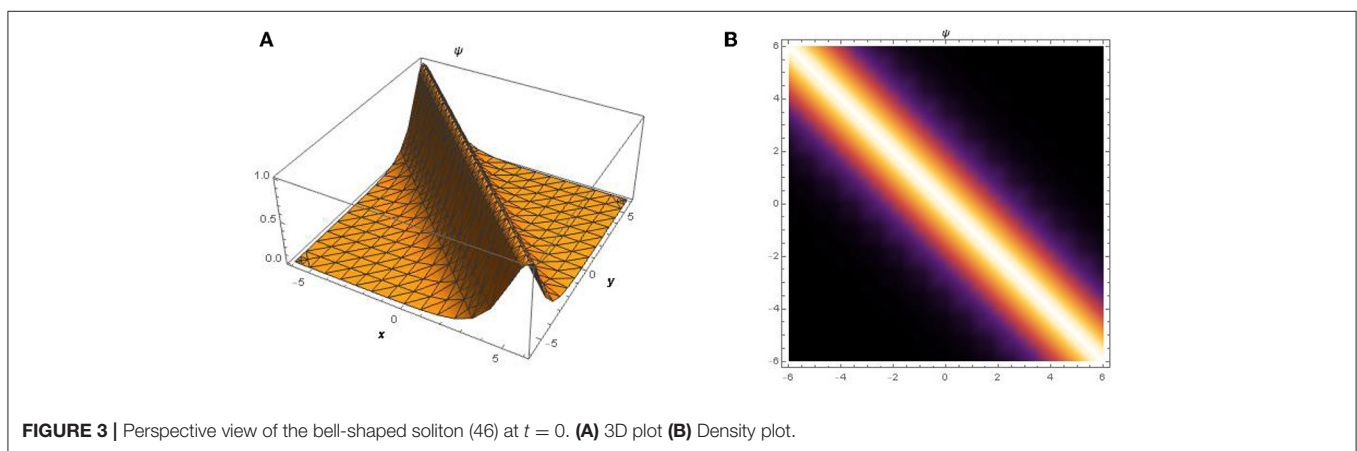 A
ψ
1.0
0.5
0.0
-5
0
5
x
5
0
-5
y
B
ψ
6
4
2
0
-2
-4
-6
-6 -4 -2 0 2 4 6
FIGURE 3 | Perspective view of the bell-shaped soliton (46) at t = 0. (A) 3D plot (B) Density plot.